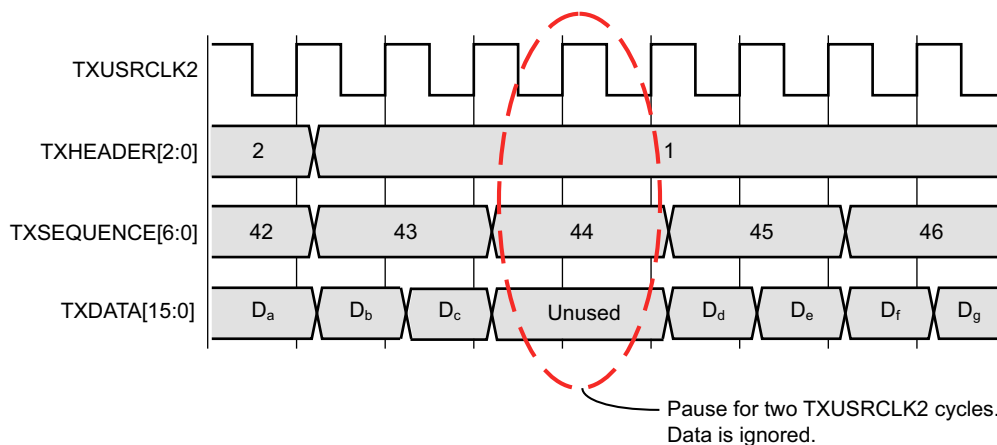 TXUSRCLK2
TXHEADER[2:0] 2 1
TXSEQUENCE[6:0] 42 43 44 45 46
TXDATA[15:0] Da Db Dc Unused Dd De Df Dg
Pause for two TXUSRCLK2 cycles.
Data is ignored.